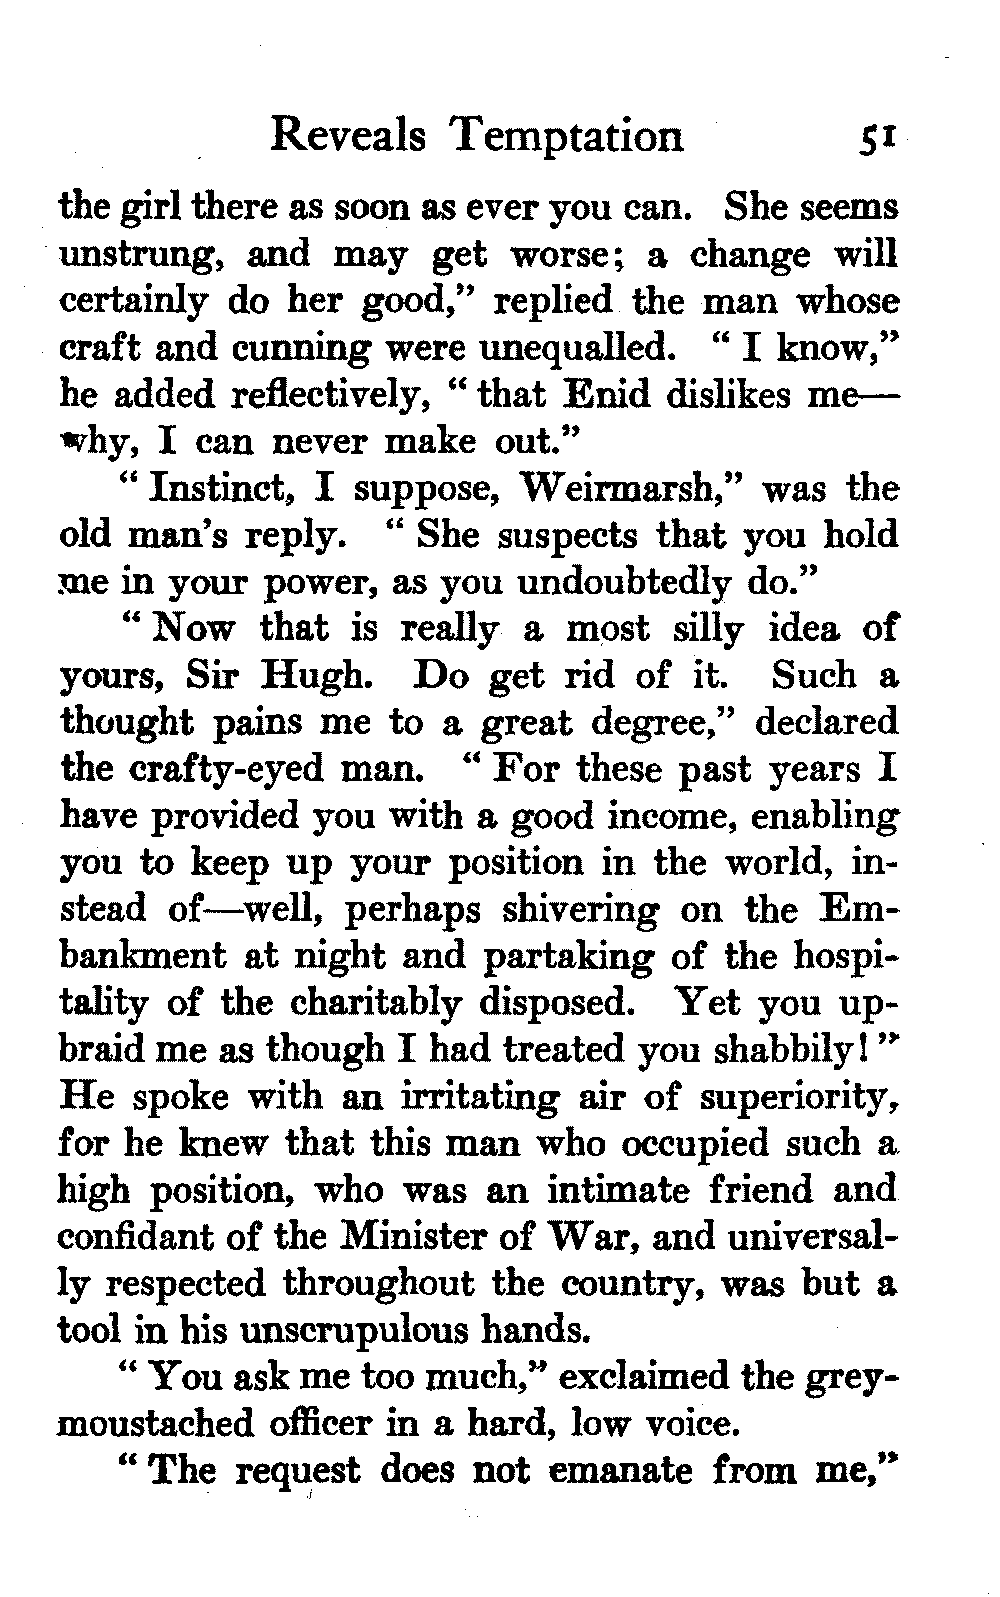 Reveals Temptation 51
the girl there as soon as ever you can. She seems
unstrung, and may get worse; a change will
certainly do her good,” replied the man whose
craft and cunning were unequalled. “ I know,”
he added reflectively, “ that Enid dislikes me—
why, I can never make out.”
“ Instinct, I suppose, Weirmarsh,” was the
old man’s reply. “ She suspects that you hold
me in your power, as you undoubtedly do.”
“ Now that is really a most silly idea of
yours, Sir Hugh. Do get rid of it. Such a
thought pains me to a great degree,” declared
the crafty-eyed man. “ For these past years I
have provided you with a good income, enabling
you to keep up your position in the world, in-
stead of—well, perhaps shivering on the Em-
bankment at night and partaking of the hospi-
tality of the charitably disposed. Yet you up-
braid me as though I had treated you shabbily! ”
He spoke with an irritating air of superiority,
for he knew that this man who occupied such a
high position, who was an intimate friend and
confidant of the Minister of War, and universal-
ly respected throughout the country, was but a
tool in his unscrupulous hands.
“ You ask me too much,” exclaimed the grey-
moustached officer in a hard, low voice.
“ The request does not emanate from me,”